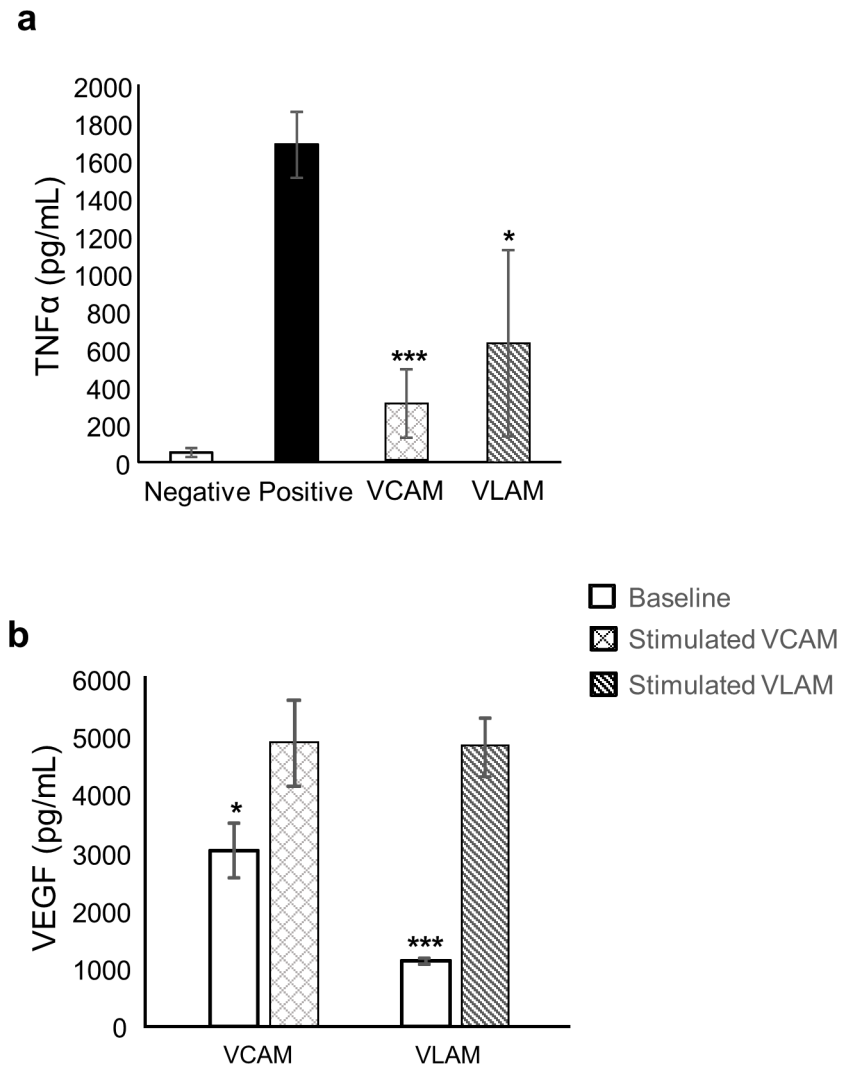 a
TNFα (pg/mL)
2000
1800
1600
1400
1200
1000
800
600
400
200
0
***
*
Negative Positive VCAM VLAM
Baseline
Stimulated VCAM
Stimulated VLAM
b
VEGF (pg/mL)
6000
5000
4000
3000
2000
1000
0
*
***
VCAM VLAM